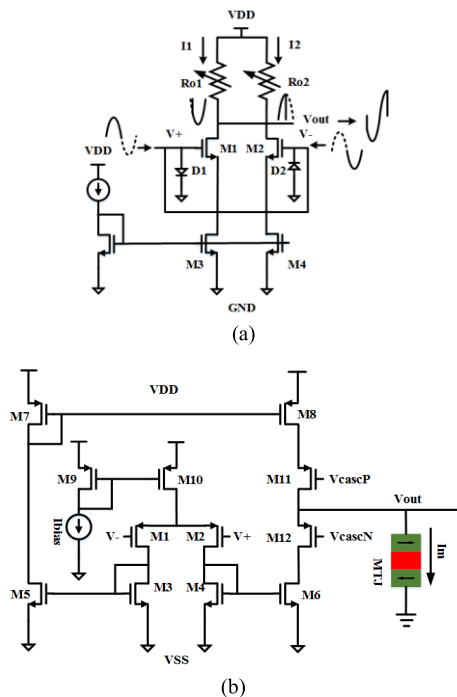 VDD
I1
I2
Ro1
Ro2
Vout
V+
V-
VDD
M1
M2
D1
D2
M3
M4
GND
(a)
VDD
M7
M8
M9
M10
M11
VcascP
Vout
Ibias
V-
M1
M2
V+
M12
VcascN
Im
MTJ
M5
M3
M4
M6
VSS
(b)